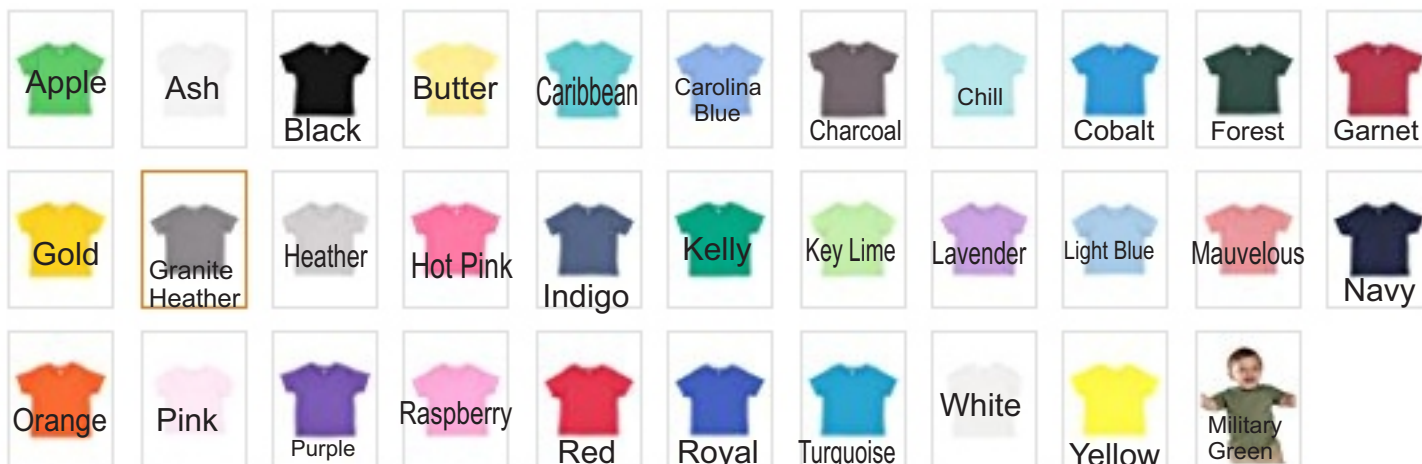 Apple
Ash
Black
Butter
Caribbean
Carolina
Blue
Charcoal
Chill
Cobalt
Forest
Garnet
Gold
Granite
Heather
Heather
Hot Pink
Indigo
Kelly
Key Lime
Lavender
Light Blue
Mauvelous
Navy
Orange
Pink
Purple
Raspberry
Red
Royal
Turquoise
White
Yellow
Military
Green